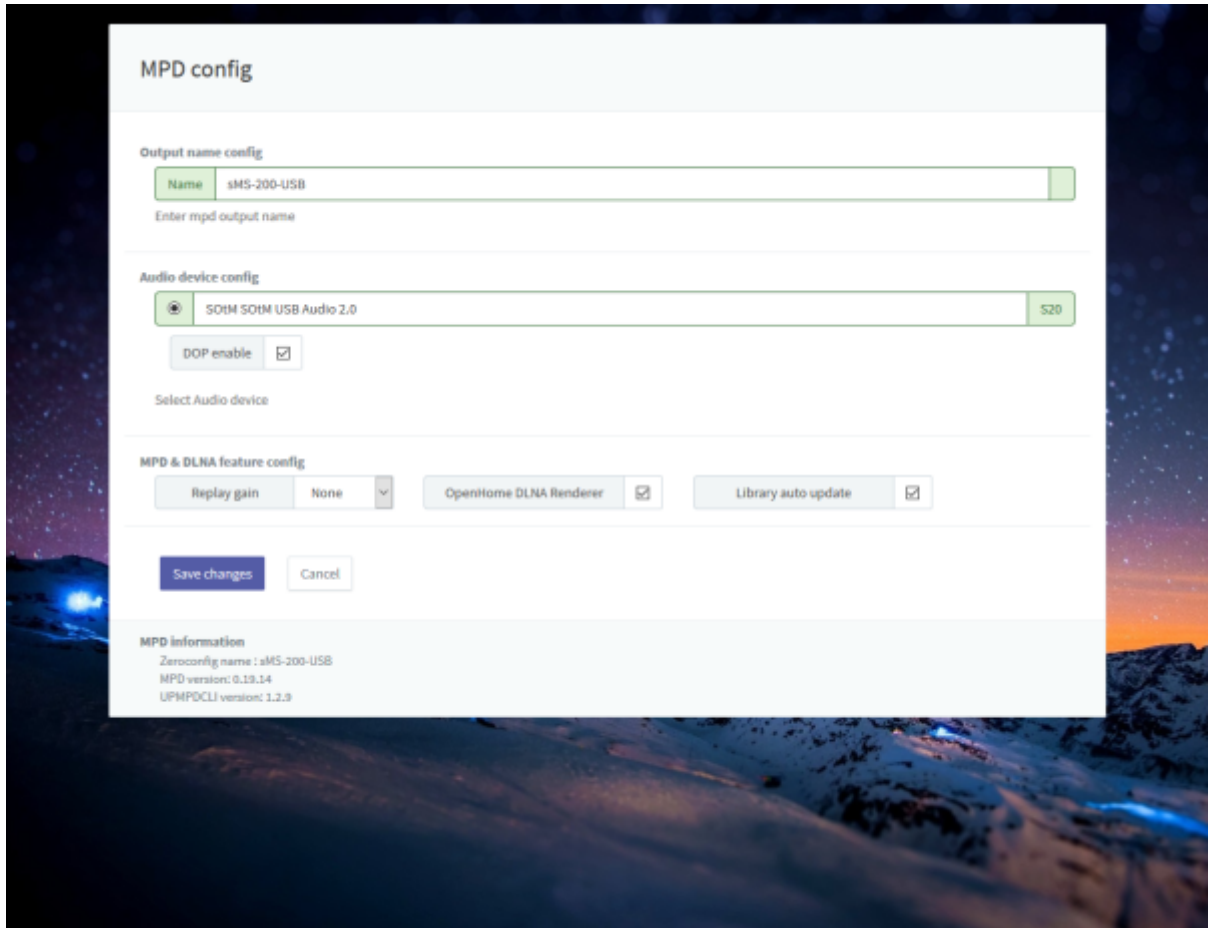 MPD config
Output name config
Name sMS-200-USB
Enter mpd output name
Audio device config
SOtM SOtM USB Audio 2.0 S20
DOP enable
Select Audio device
MPD & DLNA feature config
Replay gain None OpenHome DLNA Renderer Library auto update
Save changes Cancel
MPD information
Zeroconfig name : sMS-200-USB
MPD version: 0.19.14
UPMPDCLI version: 1.2.9